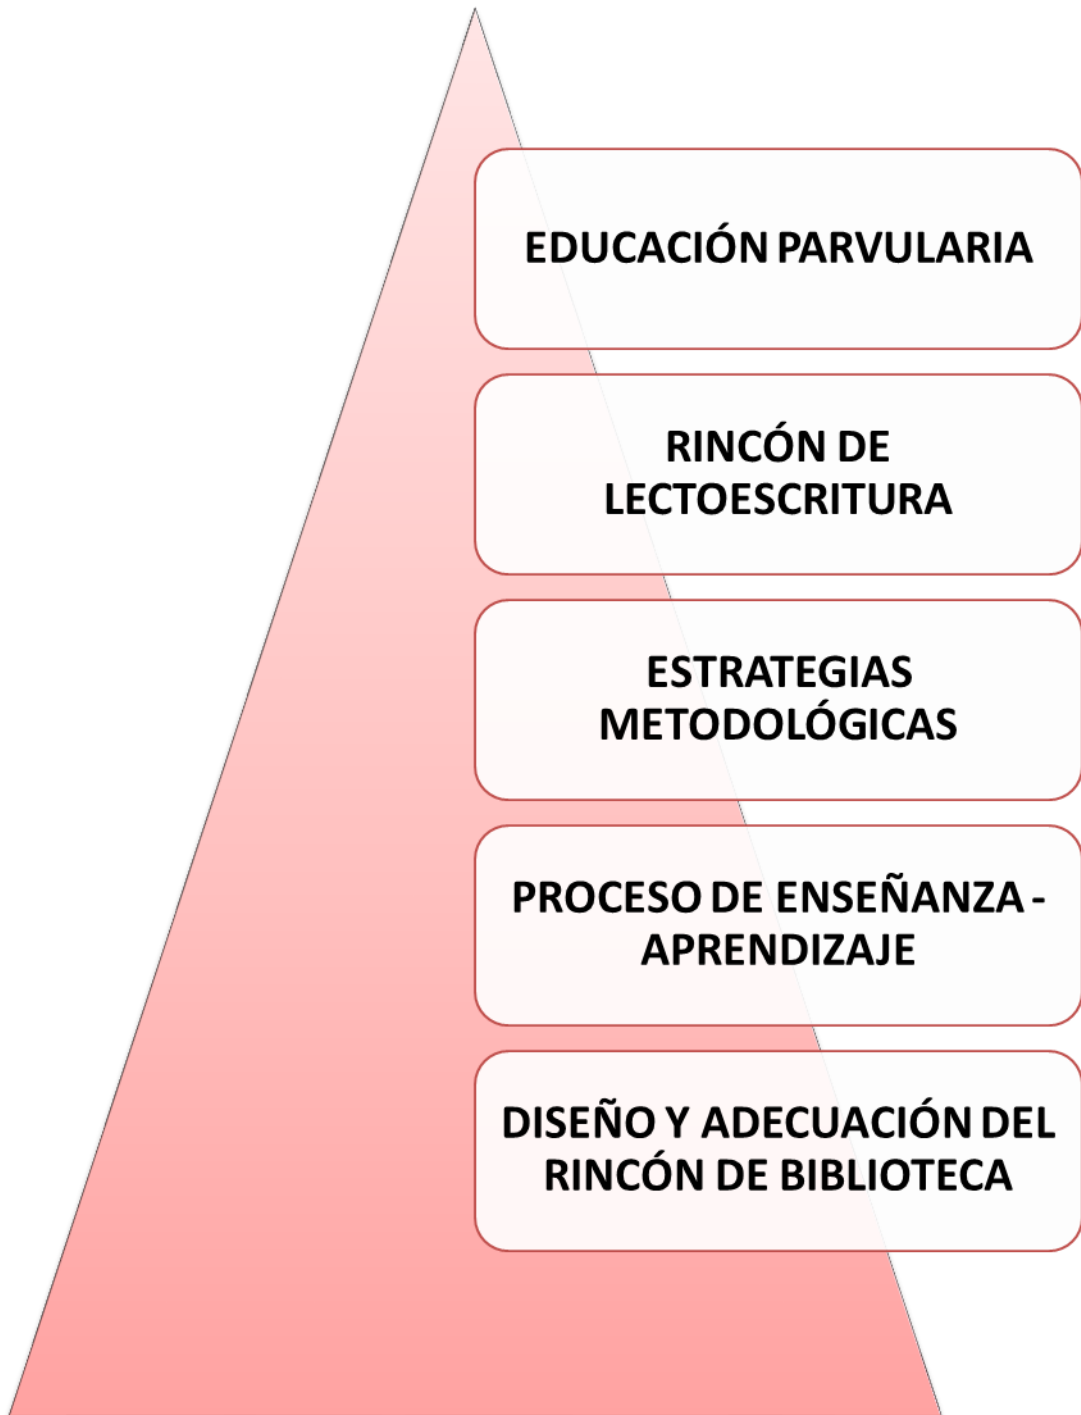 EDUCACIÓN PARVULARIA
RINCÓN DE
LECTOESCRITURA
ESTRATEGIAS
METODOLÓGICAS
PROCESO DE ENSEÑANZA -
APRENDIZAJE
DISEÑO Y ADECUACIÓN DEL
RINCÓN DE BIBLIOTECA